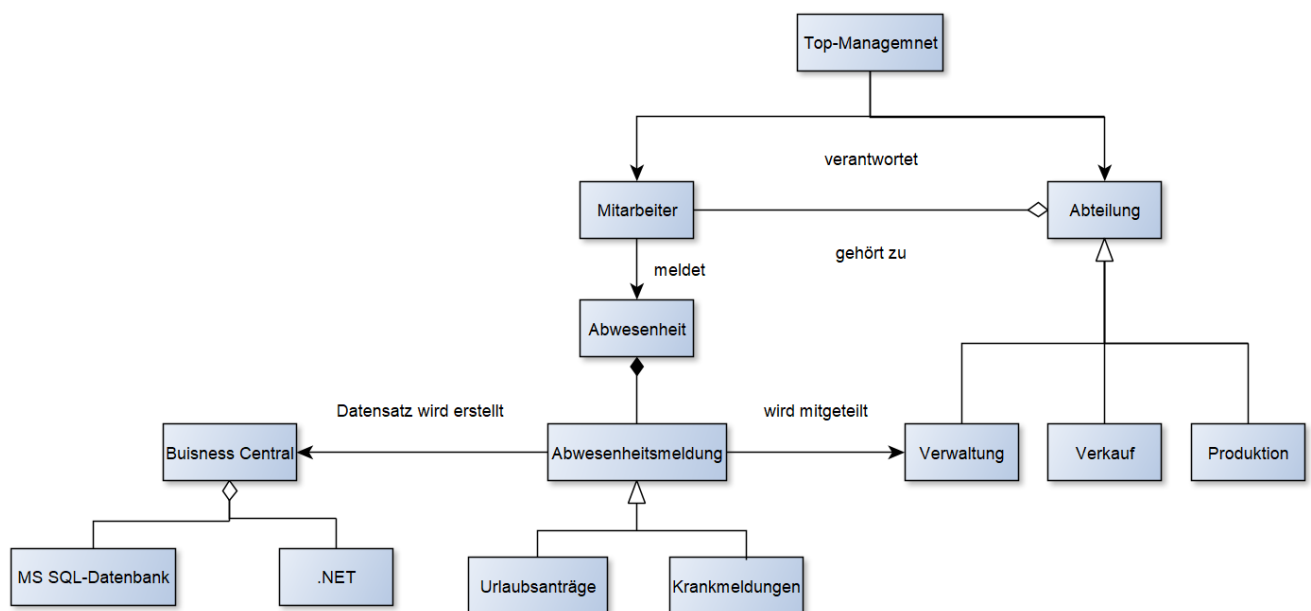 Top-Managemnet
verantwortet
Mitarbeiter
Abteilung
gehört zu
meldet
Abwesenheit
Datensatz wird erstellt
wird mitgeteilt
Buisness Central
Abwesenheitsmeldung
Verwaltung
Verkauf
Produktion
MS SQL-Datenbank
.NET
Urlaubsanträge
Krankmeldungen